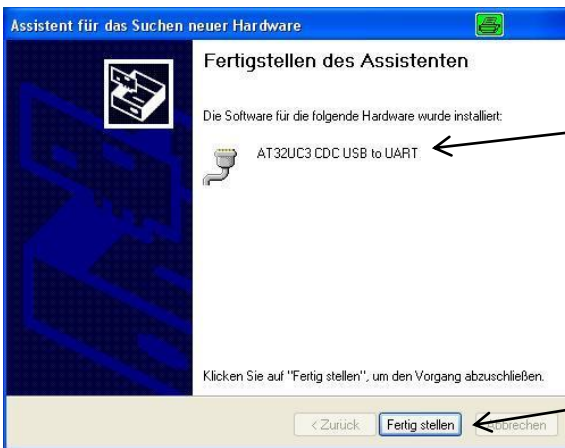 Assistent für das Suchen neuer Hardware
Fertigstellen des Assistenten
Die Software für die folgende Hardware wurde installiert:
AT32UC3 CDC USB to UART
Klicken Sie auf "Fertig stellen", um den Vorgang abzuschließen.
< Zurück Fertig stellen Abbrechen